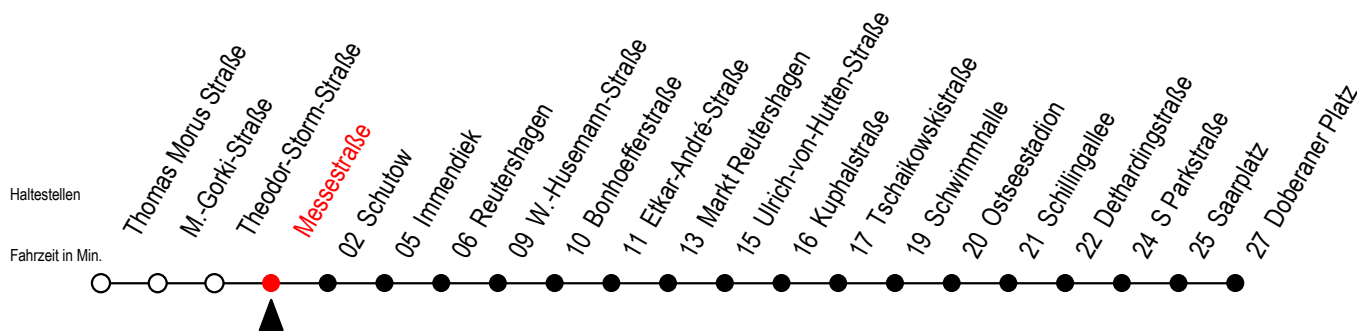 Haltestellen
Fahrzeit in Min.
Thomas Morus Straße
M.-Gorki-Straße
Theodor-Storm-Straße
Messestraße
02 Schutow
05 Immendiek
06 Reutershagen
09 W.-Husemann-Straße
10 Bonhoefferstraße
11 Etkar-André-Straße
13 Markt Reutershagen
15 Ulrich-von-Hutten-Straße
16 Kuphalstraße
17 Tschaikowskistraße
19 Schwimmhalle
20 Ostseestadion
21 Schillingallee
22 Dethardingstraße
24 S Parkstraße
25 Saarplatz
27 Doberaner Platz